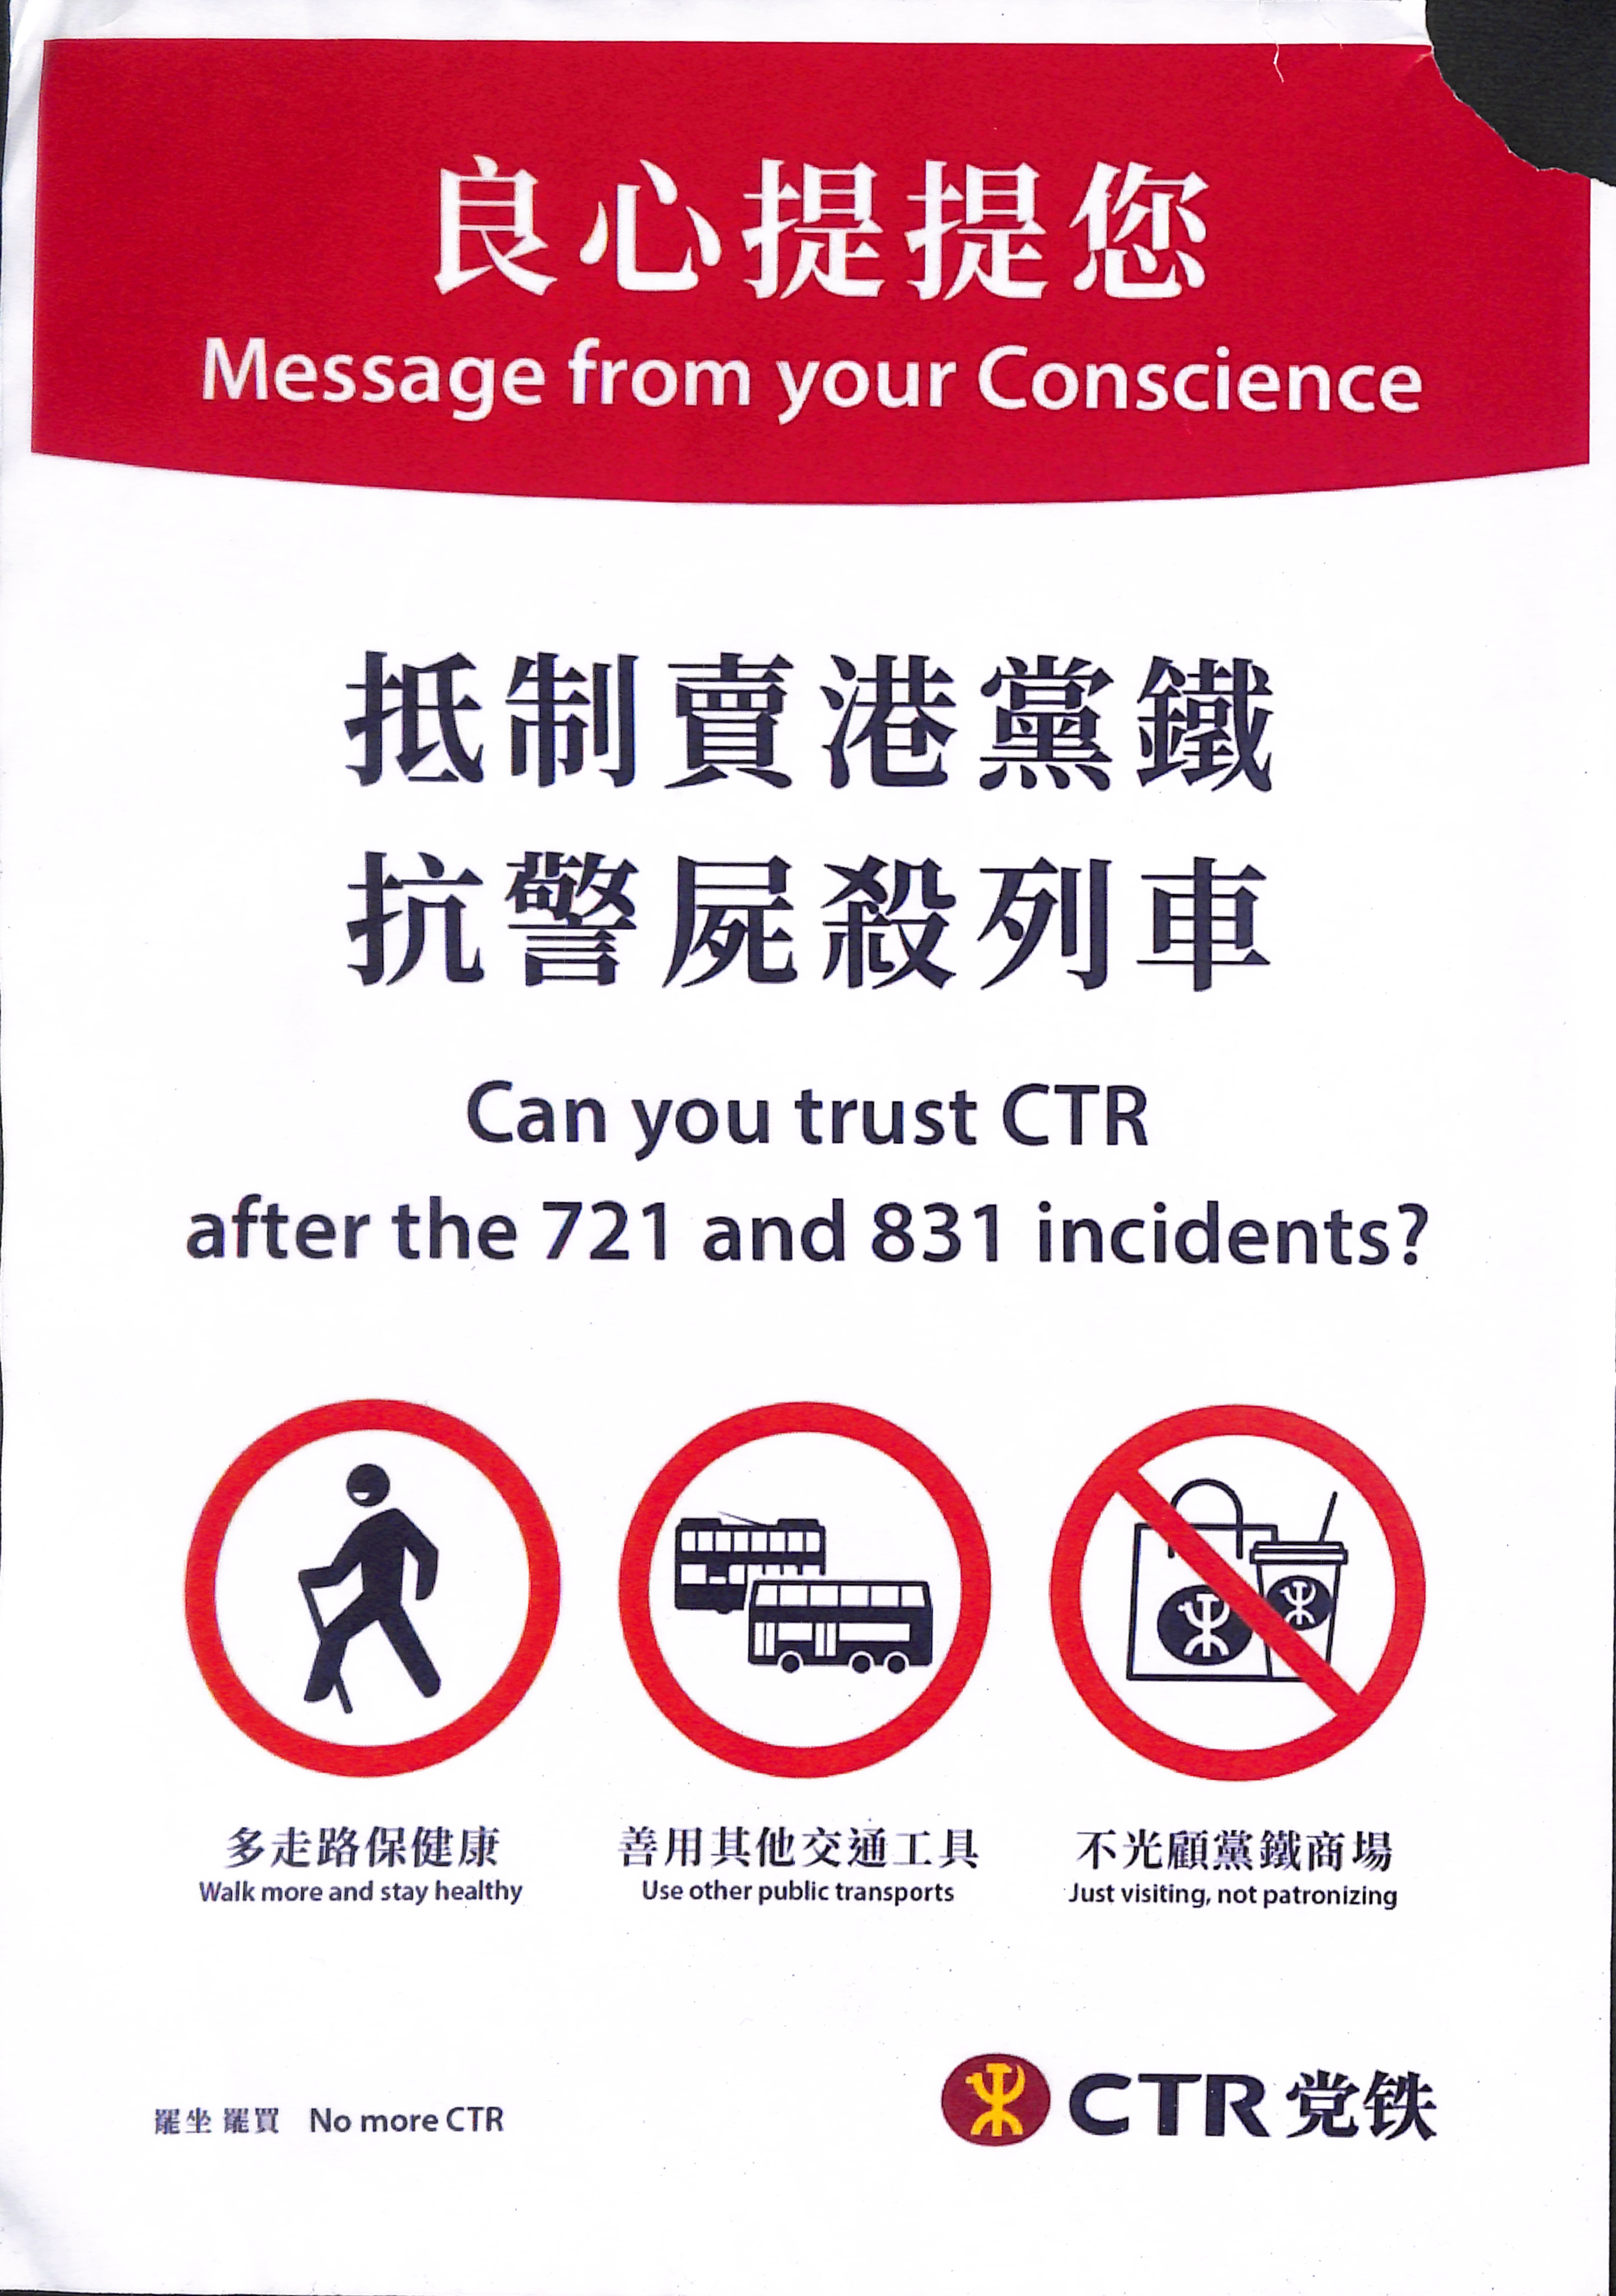 良心提提您
Message from your Conscience
抵制賣港黨鐵
抗警屍殺列車
Can you trust CTR
after the 721 and 831 incidents?
多走路保健康
Walk more and stay healthy
善用其他交通工具
Use other public transports
不光顧黨鐵商場
Just visiting, not patronizing
罷坐 罷買 No more CTR
CTR 党铁